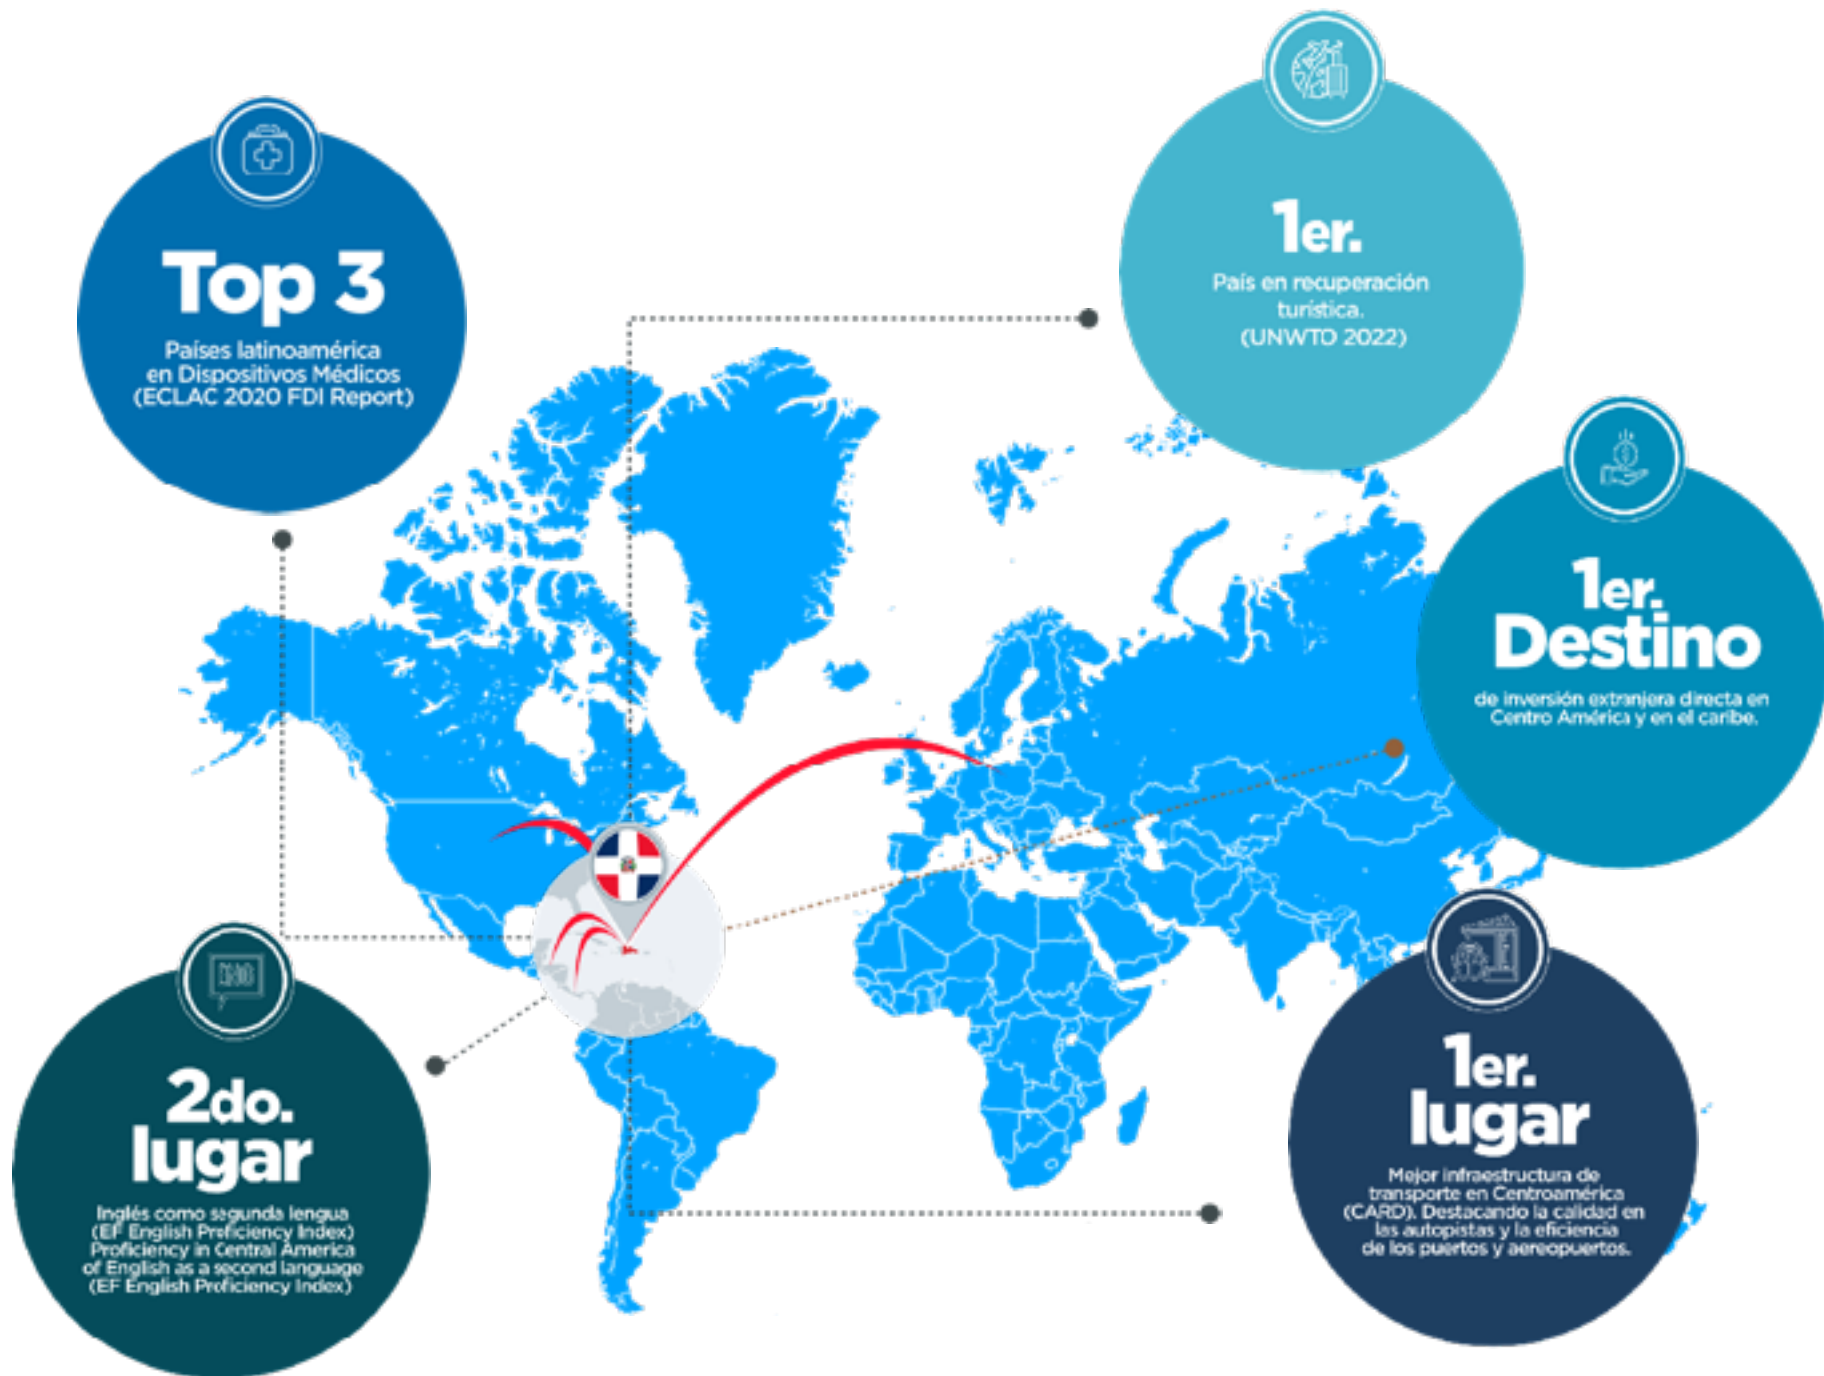 Top 3
Países latinoamérica
en Dispositivos Médicos
(ECLAC 2020 FDI Report)
1er.
País en recuperación
turística.
(UNWTO 2022)
1er.
Destino
de inversión extranjera directa en
Centro América y en el caribe.
2do.
lugar
Inglés como segunda lengua
(EF English Proficiency Index)
Proficiency in Central America
of English as a second language
(EF English Proficiency Index)
1er.
lugar
Mejor infraestructura de
transporte en Centroamérica
(CARD). Destacando la calidad en
las autopistas y la eficiencia
de los puertos y aereopuertos.